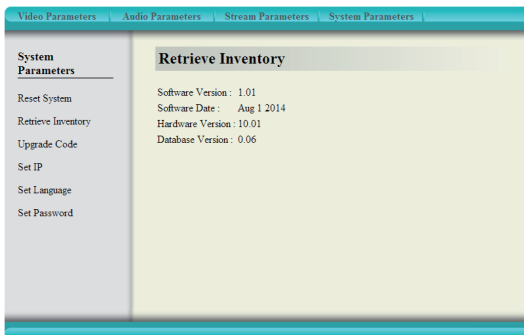 Video Parameters Audio Parameters Stream Parameters System Parameters
System
Parameters
Reset System
Retrieve Inventory
Upgrade Code
Set IP
Set Language
Set Password
Retrieve Inventory
Software Version : 1.01
Software Date : Aug 1 2014
Hardware Version : 10.01
Database Version : 0.06